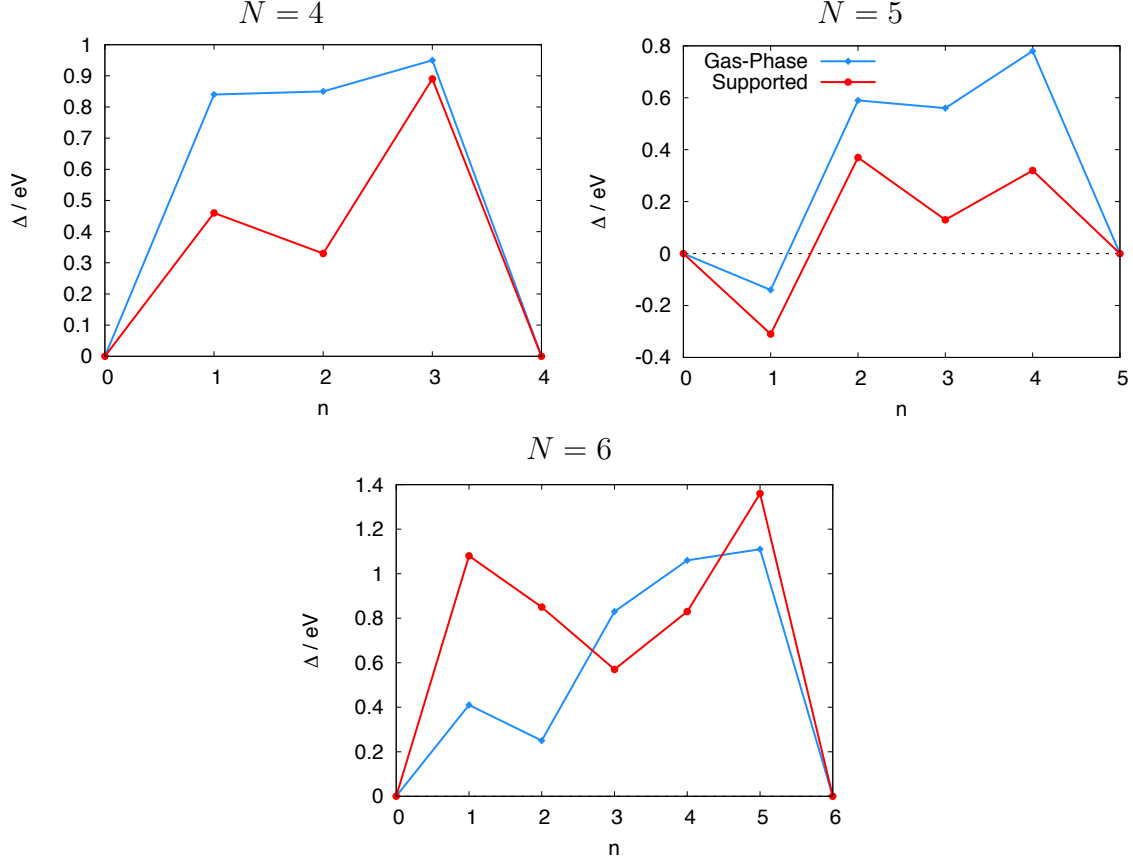 N = 4
1
0.9
0.8
0.7
0.6
0.5
0.4
0.3
0.2
0.1
0
Δ / eV
0 1 2 3 4
n
N = 5
Gas-Phase
Supported
0.8
0.6
0.4
0.2
0
-0.2
-0.4
Δ / eV
0 1 2 3 4 5
n
N = 6
1.4
1.2
1
0.8
0.6
0.4
0.2
0
Δ / eV
0 1 2 3 4 5 6
n